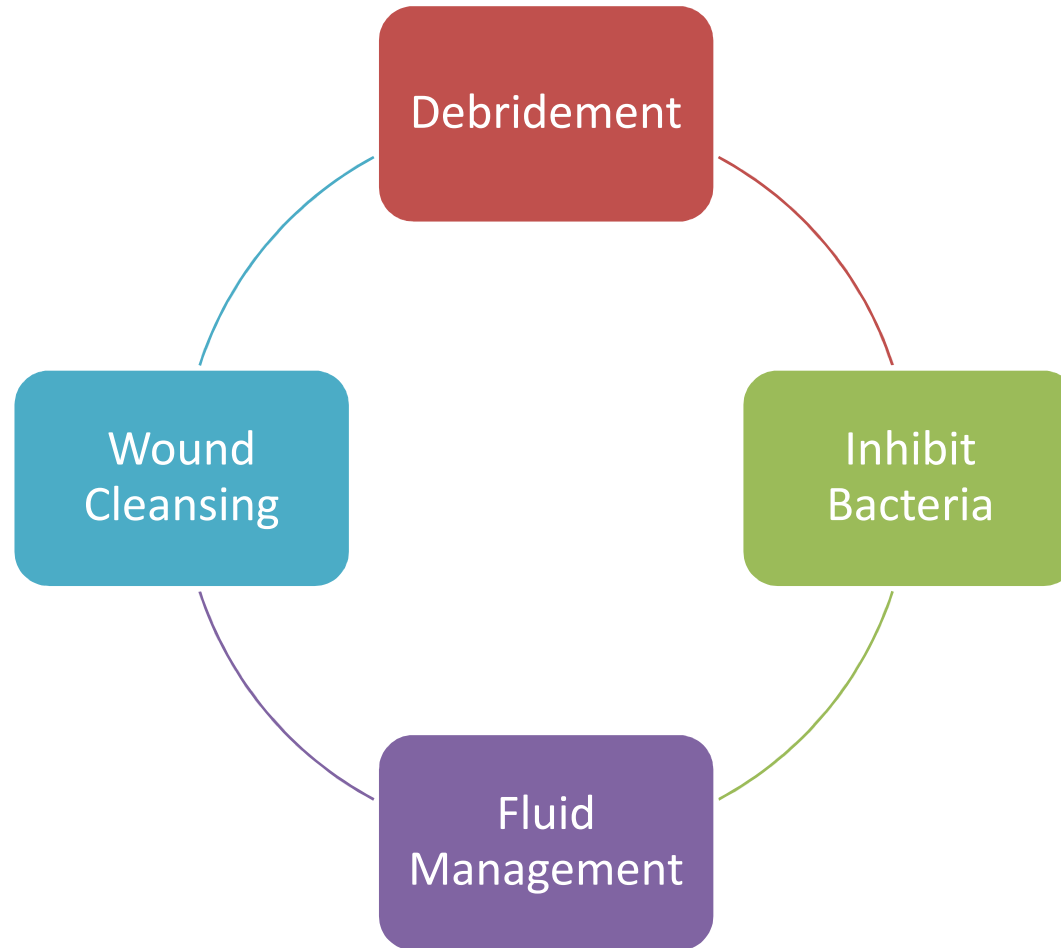 Debridement
Wound
Cleansing
Inhibit
Bacteria
Fluid
Management